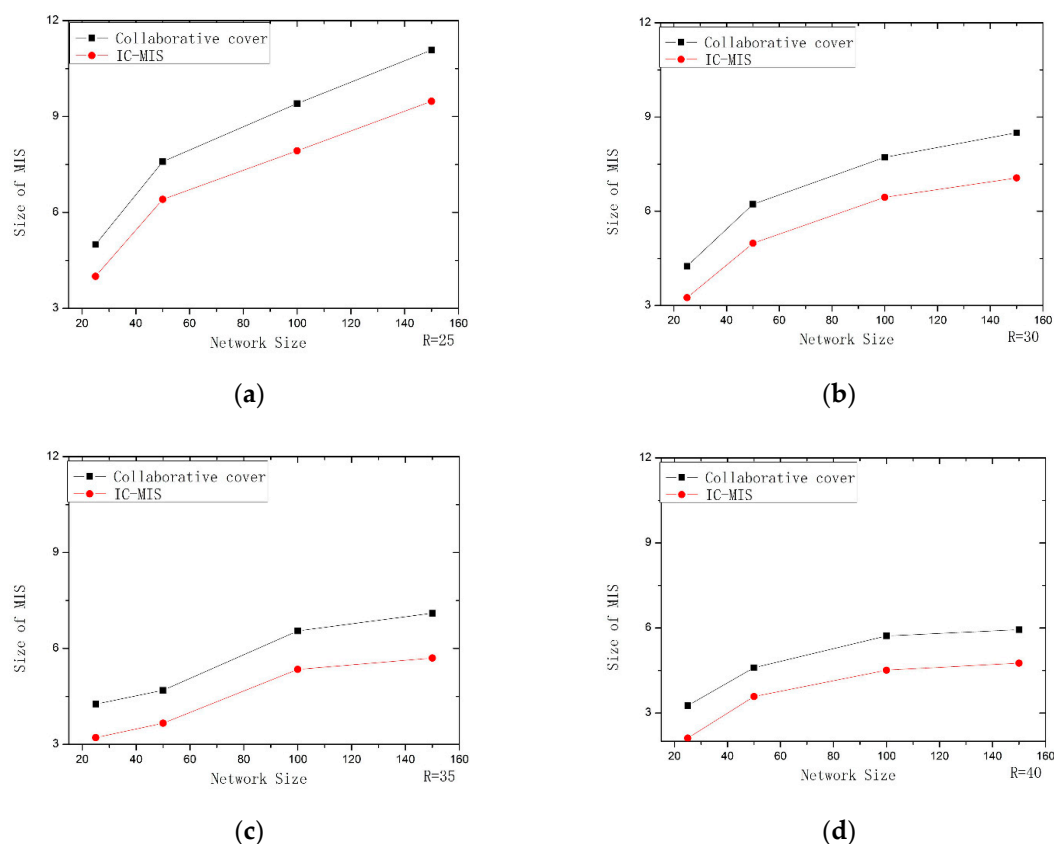 12
Collaborative cover
IC-MIS
9
Size of MIS
6
3
20 40 60 80 100 120 140 160
Network Size R=25
(a)
12
Collaborative cover
IC-MIS
9
Size of MIS
6
3
20 40 60 80 100 120 140 160
Network Size R=30
(b)
12
Collaborative cover
IC-MIS
9
Size of MIS
6
3
20 40 60 80 100 120 140 160
Network Size R=35
(c)
12
Collaborative cover
IC-MIS
9
Size of MIS
6
3
20 40 60 80 100 120 140 160
Network Size R=40
(d)